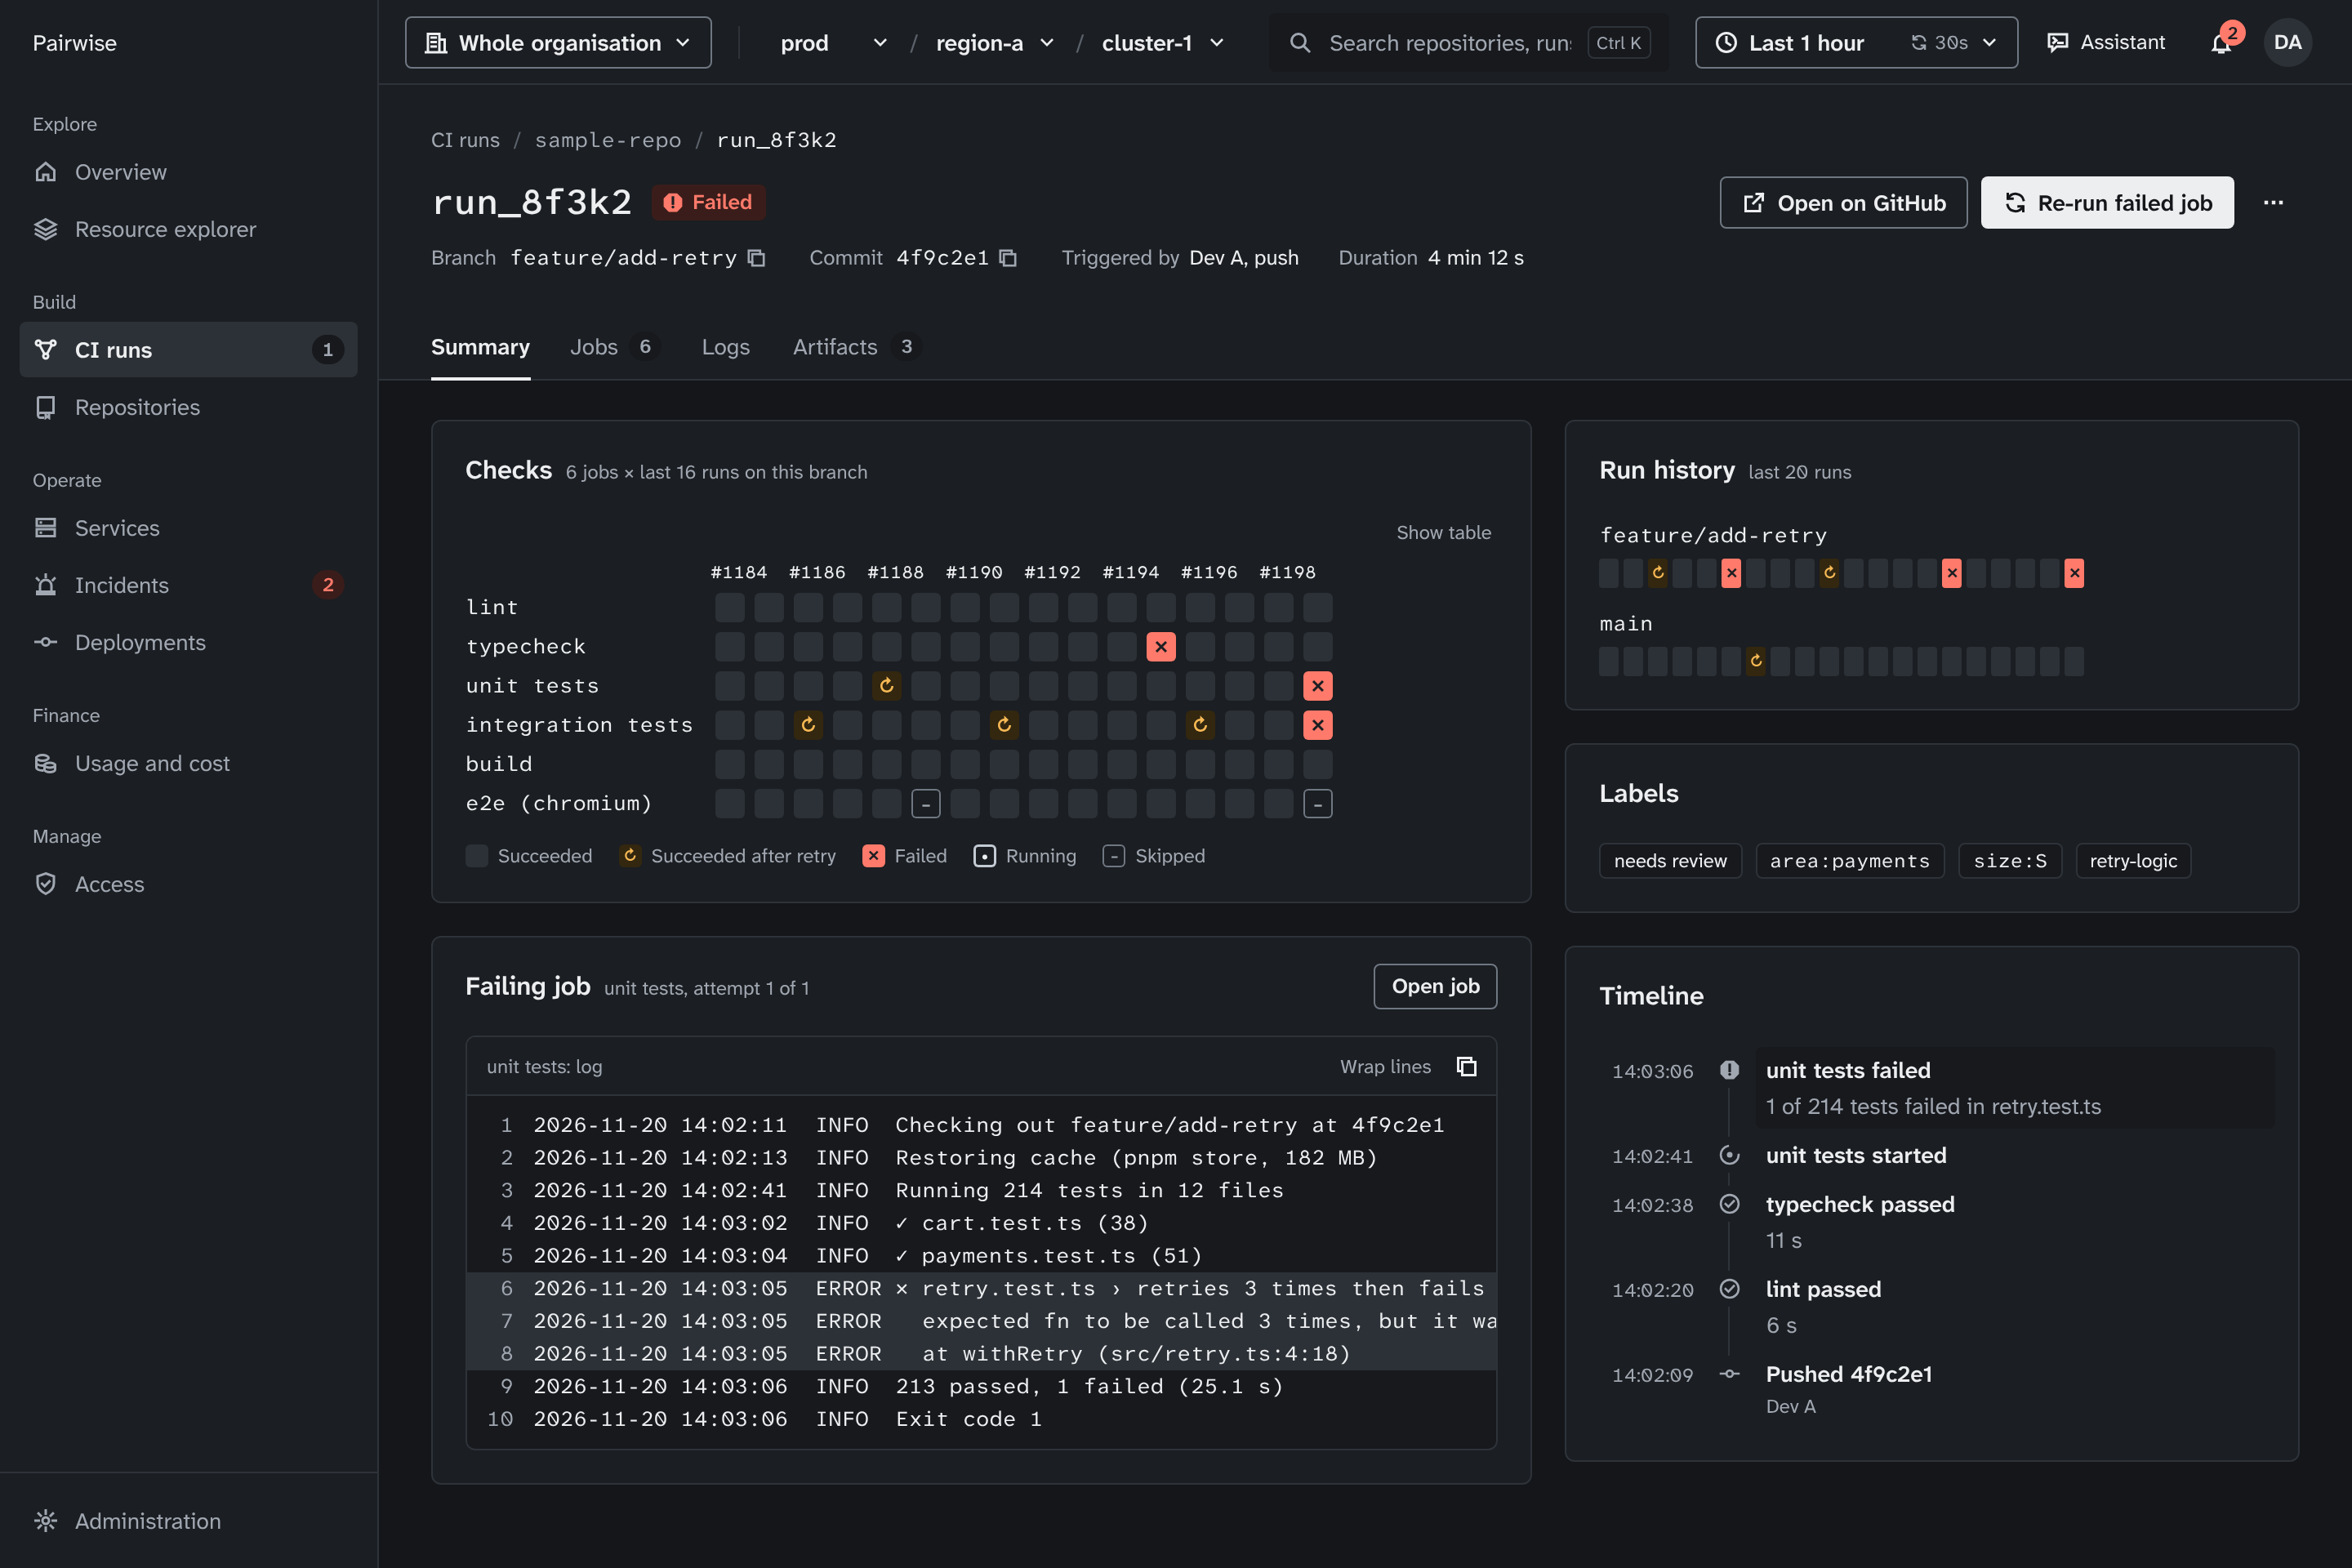 Pairwise
Explore
Overview
Resource explorer
Build
CI runs 1
Repositories
Operate
Services
Incidents 2
Deployments
Finance
Usage and cost
Manage
Access
Administration
Whole organisation
prod / region-a / cluster-1
Search repositories, run Ctrl K
Last 1 hour 30s
Assistant
2
DA
CI runs / sample-repo / run_8f3k2
run_8f3k2 Failed
Open on GitHub
Re-run failed job
Branch feature/add-retry Commit 4f9c2e1 Triggered by Dev A, push Duration 4 min 12 s
Summary Jobs 6 Logs Artifacts 3
Checks 6 jobs × last 16 runs on this branch
Show table
#1184 #1186 #1188 #1190 #1192 #1194 #1196 #1198
lint
typecheck
unit tests
integration tests
build
e2e (chromium)
Succeeded Succeeded after retry Failed Running Skipped
Failing job unit tests, attempt 1 of 1
Open job
unit tests: log
Wrap lines
1 2026-11-20 14:02:11 INFO Checking out feature/add-retry at 4f9c2e1
2 2026-11-20 14:02:13 INFO Restoring cache (pnpm store, 182 MB)
3 2026-11-20 14:02:41 INFO Running 214 tests in 12 files
4 2026-11-20 14:03:02 INFO ✓ cart.test.ts (38)
5 2026-11-20 14:03:04 INFO ✓ payments.test.ts (51)
6 2026-11-20 14:03:05 ERROR × retry.test.ts › retries 3 times then fails
7 2026-11-20 14:03:05 ERROR expected fn to be called 3 times, but it wa
8 2026-11-20 14:03:05 ERROR at withRetry (src/retry.ts:4:18)
9 2026-11-20 14:03:06 INFO 213 passed, 1 failed (25.1 s)
10 2026-11-20 14:03:06 INFO Exit code 1
Run history last 20 runs
feature/add-retry
main
Labels
needs review area:payments size:S retry-logic
Timeline
14:03:06 unit tests failed
1 of 214 tests failed in retry.test.ts
14:02:41 unit tests started
14:02:38 typecheck passed
11 s
14:02:20 lint passed
6 s
14:02:09 Pushed 4f9c2e1
Dev A